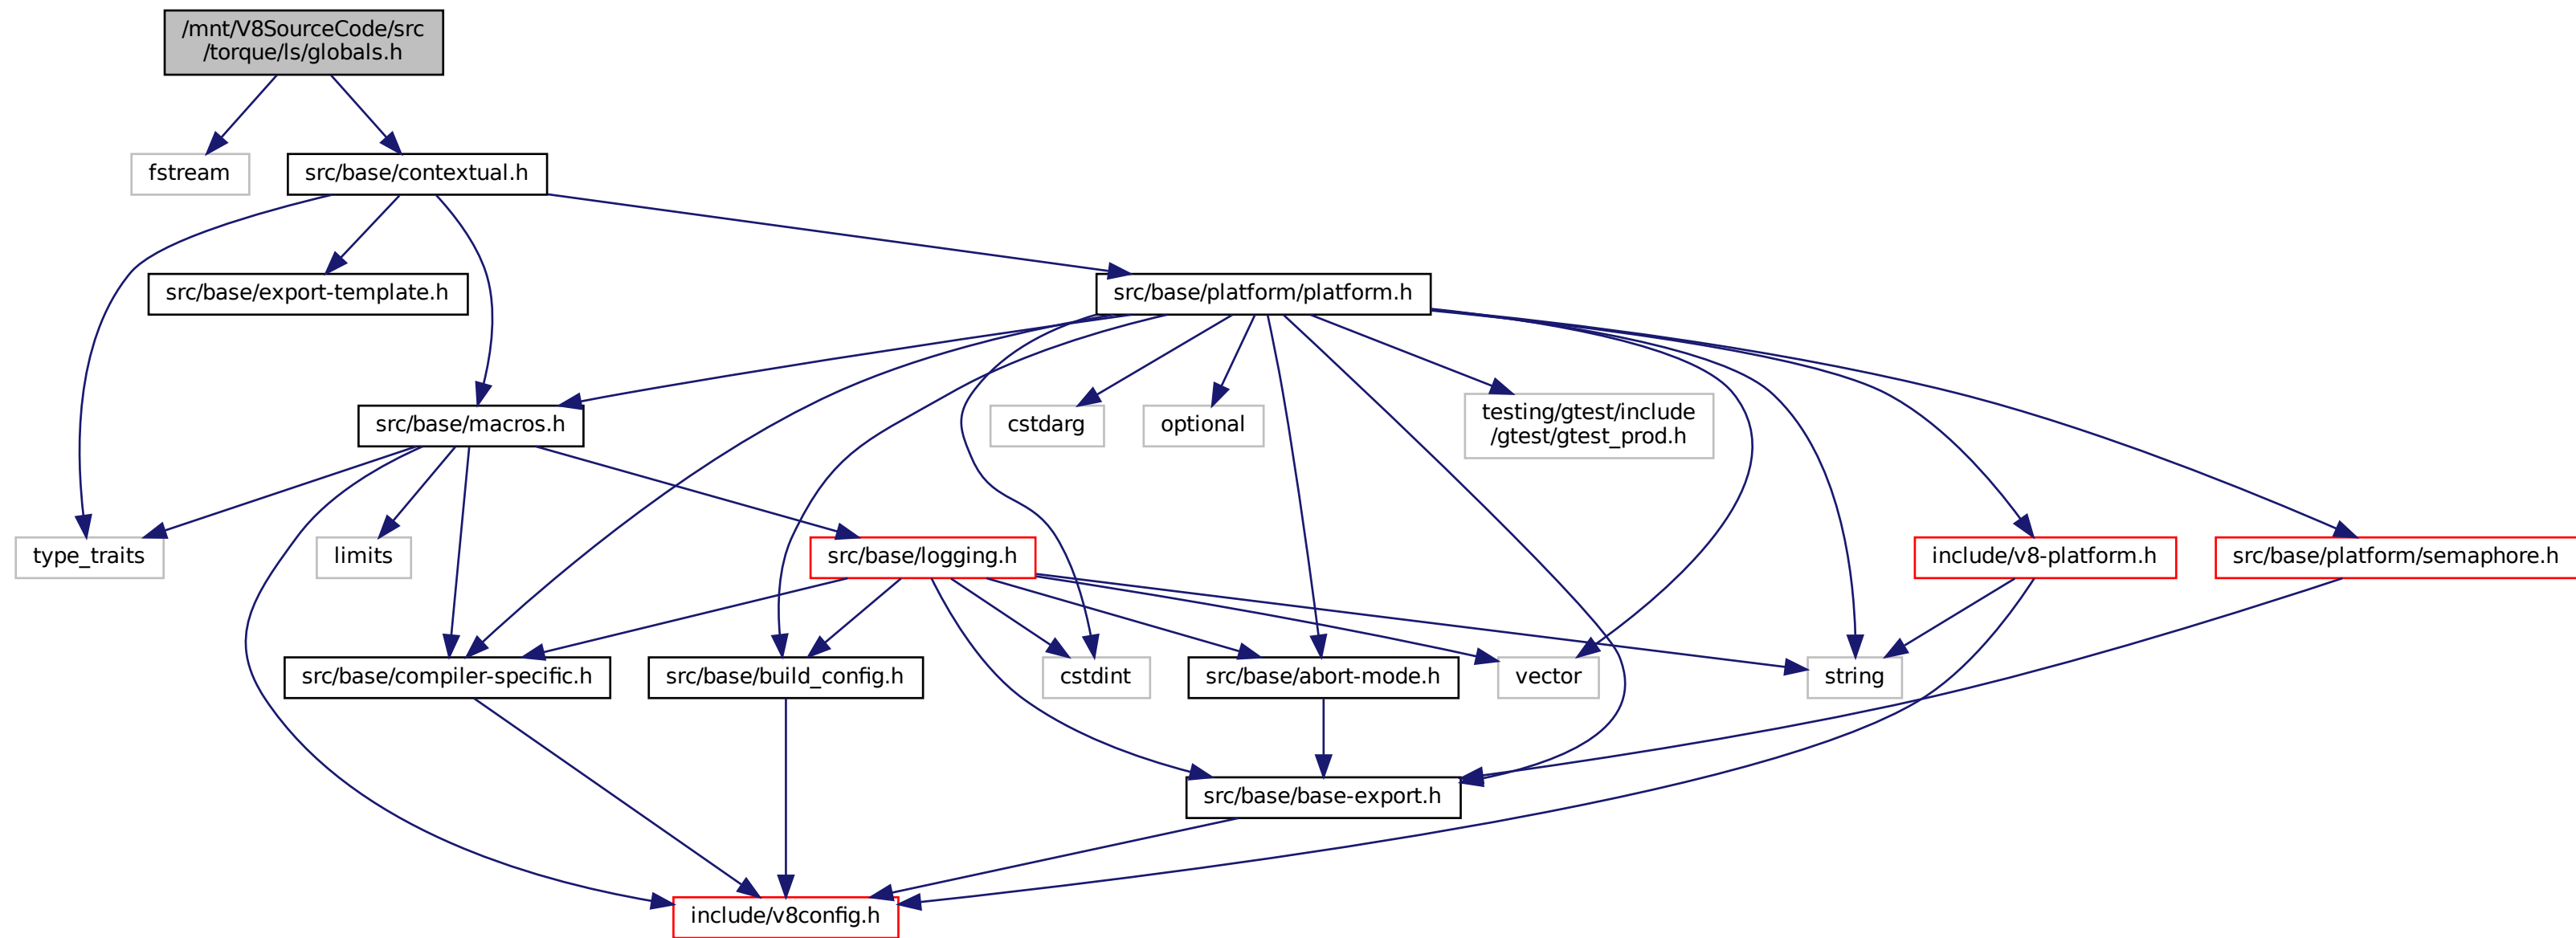 /mnt/V8SourceCode/src
/torque/ls/globals.h
fstream
src/base/contextual.h
src/base/export-template.h
src/base/platform/platform.h
src/base/macros.h
cstdarg
optional
testing/gtest/include
/gtest/gtest_prod.h
type_traits
limits
src/base/logging.h
include/v8-platform.h
src/base/platform/semaphore.h
src/base/compiler-specific.h
src/base/build_config.h
cstdint
src/base/abort-mode.h
vector
string
src/base/base-export.h
include/v8config.h